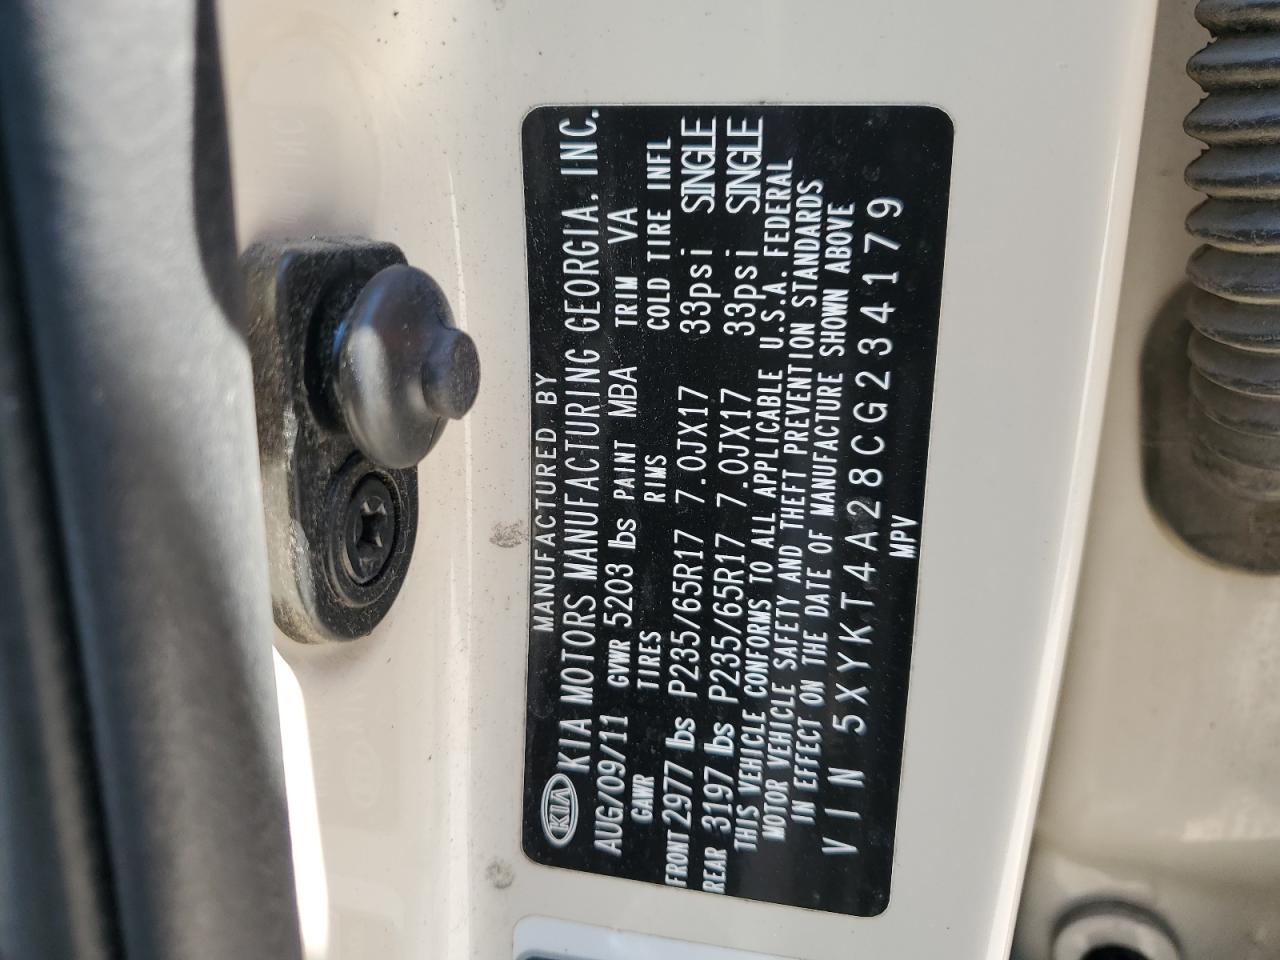 MANUFACTURED BY
KIA KIA MOTORS MANUFACTURING GEORGIA, INC.
AUG/09/11 GVWR 5203 lbs PAINT MBA TRIM VA
GAWR TIRES RIMS COLD TIRE INFL
FRONT 2977 lbs P235/65R17 7.0JX17 33psi SINGLE
REAR 3197 lbs P235/65R17 7.0JX17 33psi SINGLE
THIS VEHICLE CONFORMS TO ALL APPLICABLE U.S.A. FEDERAL
MOTOR VEHICLE SAFETY AND THEFT PREVENTION STANDARDS
IN EFFECT ON THE DATE OF MANUFACTURE SHOWN ABOVE
VIN 5XYKT4A28CG234179
MPV